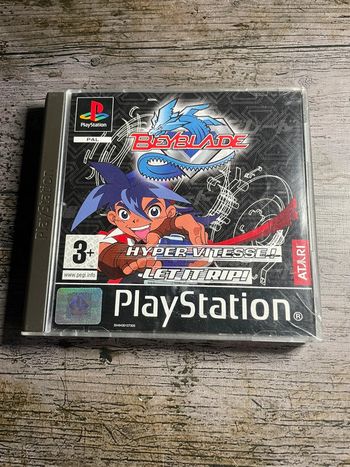 PlayStation
PAL
BEYBLADE
HYPER-VITESSE!
LET IT RIP!
3+
www.pegi.info
ATARI
PlayStation
®
PlayStation